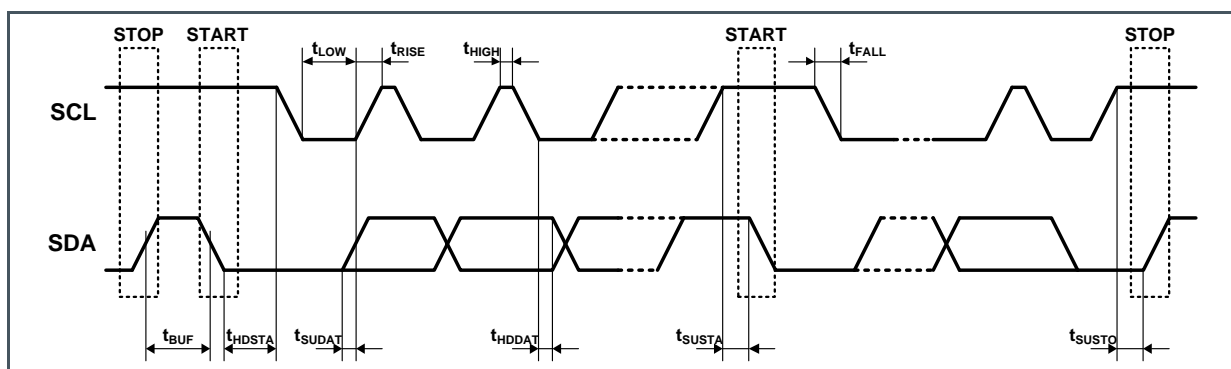 STOP START START STOP
tLOW tRISE tHIGH tFALL
SCL
SDA
tBUF tHDSTA tSUDAT tHDDAT tSUSTA tSUSTO